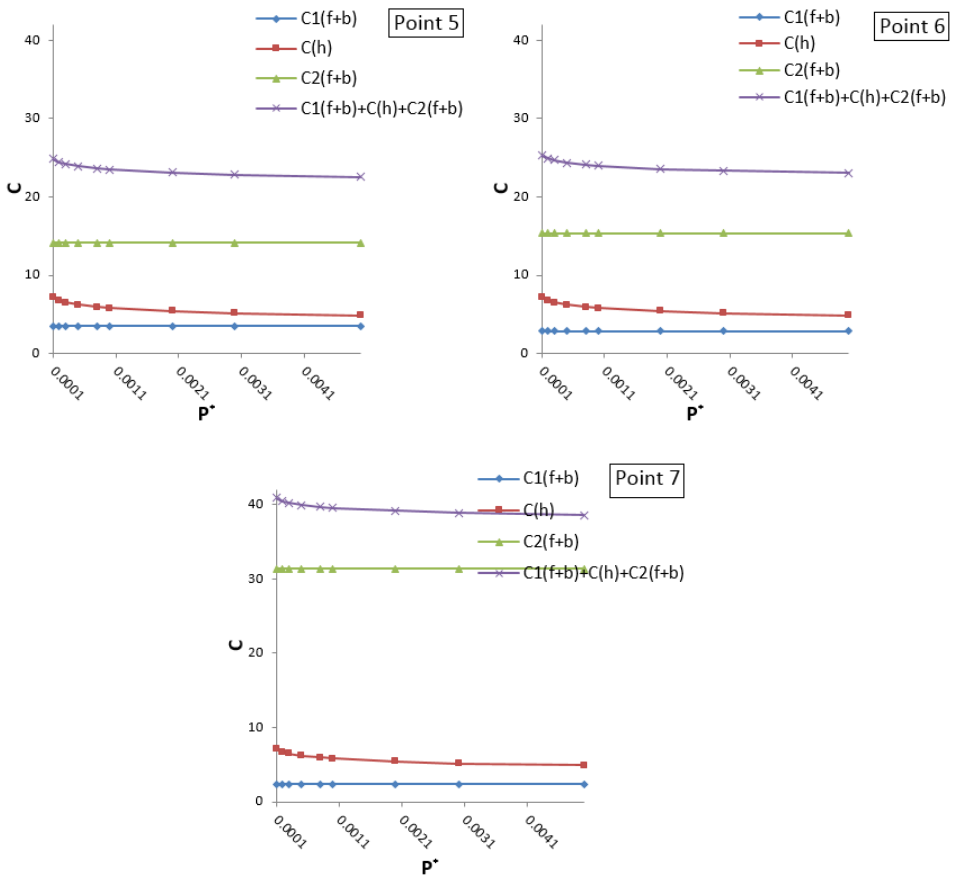 Point 5
C1(f+b)
C(h)
C2(f+b)
C1(f+b)+C(h)+C2(f+b)
40
30
20
10
0
C
0.0001
0.0011
0.0021
0.0031
0.0041
P*
Point 6
C1(f+b)
C(h)
C2(f+b)
C1(f+b)+C(h)+C2(f+b)
40
30
20
10
0
C
0.0001
0.0011
0.0021
0.0031
0.0041
P*
Point 7
C1(f+b)
C(h)
C2(f+b)
C1(f+b)+C(h)+C2(f+b)
40
30
20
10
0
C
0.0001
0.0011
0.0021
0.0031
0.0041
P*